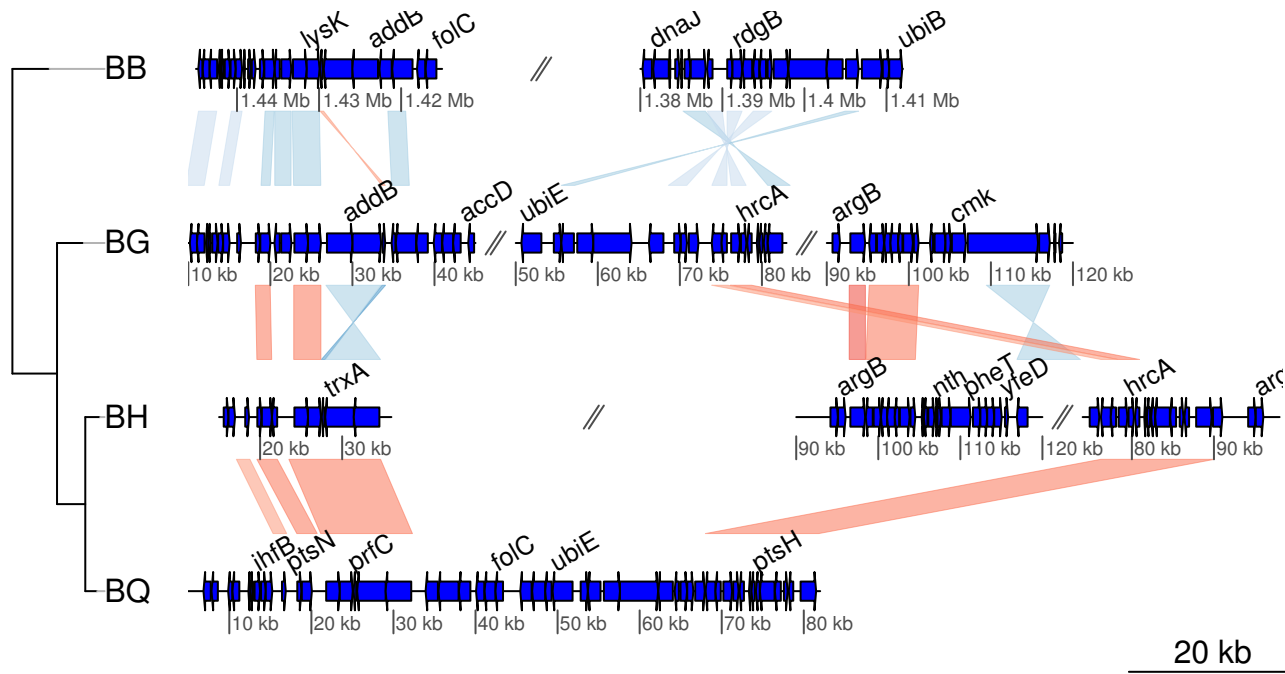 lysK addB folC dnaJ rdgB ubiB
BB
1.44 Mb 1.43 Mb 1.42 Mb 1.38 Mb 1.39 Mb 1.4 Mb 1.41 Mb
addB accD ubiE hrcA argB cmk
BG
10 kb 20 kb 30 kb 40 kb 50 kb 60 kb 70 kb 80 kb 90 kb 100 kb 110 kb 120 kb
trxA argB nth pheT yfeD hrcA arg
BH
20 kb 30 kb 90 kb 100 kb 110 kb 120 kb 80 kb 90 kb
ihfB ptsN prfC folC ubiE ptsH
BQ
10 kb 20 kb 30 kb 40 kb 50 kb 60 kb 70 kb 80 kb
20 kb